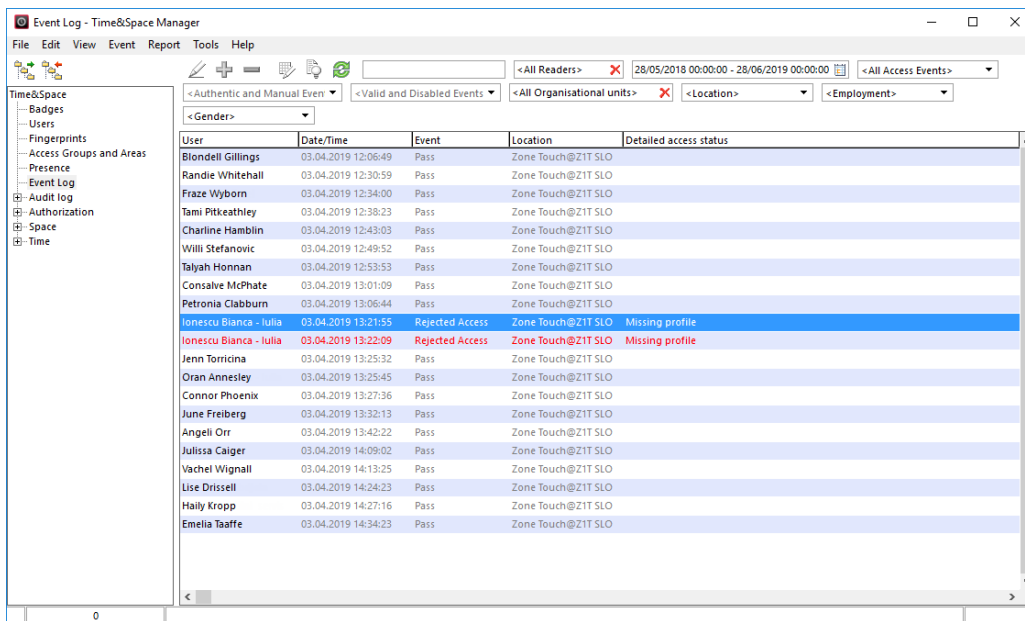 Event Log - Time&Space Manager
File Edit View Event Report Tools Help
<All Readers> 28/05/2018 00:00:00 - 28/06/2019 00:00:00 <All Access Events>
Time&Space <Authentic and Manual Even <Valid and Disabled Events> <All Organisational units> <Location> <Employment>
Badges
<Gender>
Users
Fingerprints
Access Groups and Areas
Presence
Event Log
Audit log
Authorization
Space
Time
User Date/Time Event Location Detailed access status
Blondell Gillings 03.04.2019 12:06:49 Pass Zone Touch@Z1T SLO
Randie Whitehall 03.04.2019 12:30:59 Pass Zone Touch@Z1T SLO
Fraze Wyborn 03.04.2019 12:34:00 Pass Zone Touch@Z1T SLO
Tami Pitkeathley 03.04.2019 12:38:23 Pass Zone Touch@Z1T SLO
Charline Hamblin 03.04.2019 12:43:03 Pass Zone Touch@Z1T SLO
Willi Stefanovic 03.04.2019 12:49:52 Pass Zone Touch@Z1T SLO
Talyah Honnan 03.04.2019 12:53:53 Pass Zone Touch@Z1T SLO
Consalve McPhate 03.04.2019 13:01:09 Pass Zone Touch@Z1T SLO
Petronia Clabburn 03.04.2019 13:06:44 Pass Zone Touch@Z1T SLO
Ionescu Bianca - Iulia 03.04.2019 13:21:55 Rejected Access Zone Touch@Z1T SLO Missing profile
Ionescu Bianca - Iulia 03.04.2019 13:22:09 Rejected Access Zone Touch@Z1T SLO Missing profile
Jenn Torricina 03.04.2019 13:25:32 Pass Zone Touch@Z1T SLO
Oran Annesley 03.04.2019 13:25:45 Pass Zone Touch@Z1T SLO
Connor Phoenix 03.04.2019 13:27:36 Pass Zone Touch@Z1T SLO
June Freiberg 03.04.2019 13:32:13 Pass Zone Touch@Z1T SLO
Angeli Orr 03.04.2019 13:42:22 Pass Zone Touch@Z1T SLO
Julissa Caiger 03.04.2019 14:09:02 Pass Zone Touch@Z1T SLO
Vachel Wignall 03.04.2019 14:13:25 Pass Zone Touch@Z1T SLO
Lise Drissell 03.04.2019 14:24:23 Pass Zone Touch@Z1T SLO
Haily Kropp 03.04.2019 14:27:16 Pass Zone Touch@Z1T SLO
Emelia Taaffe 03.04.2019 14:34:23 Pass Zone Touch@Z1T SLO
0